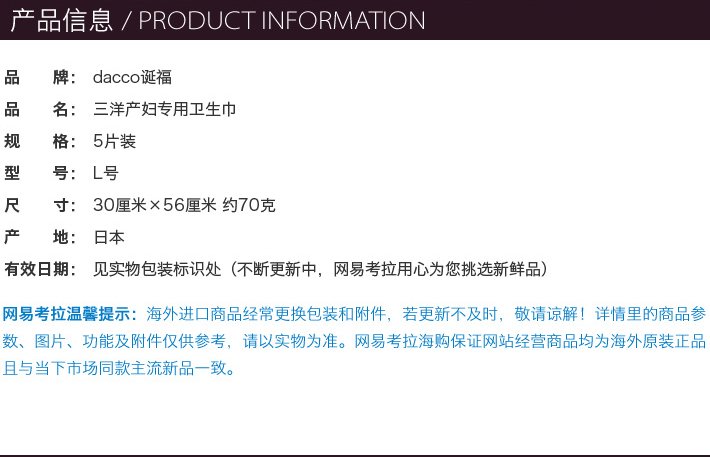 产品信息 / PRODUCT INFORMATION
品 牌： dacco诞福
品 名： 三洋产妇专用卫生巾
规 格： 5片装
型 号： L号
尺 寸： 30厘米×56厘米 约70克
产 地： 日本
有效日期： 见实物包装标识处（不断更新中，网易考拉用心为您挑选新鲜品）
网易考拉温馨提示：海外进口商品经常更换包装和附件，若更新不及时，敬请谅解！详情里的商品参
数、图片、功能及附件仅供参考，请以实物为准。网易考拉海购保证网站经营商品均为海外原装正品
且与当下市场同款主流新品一致。